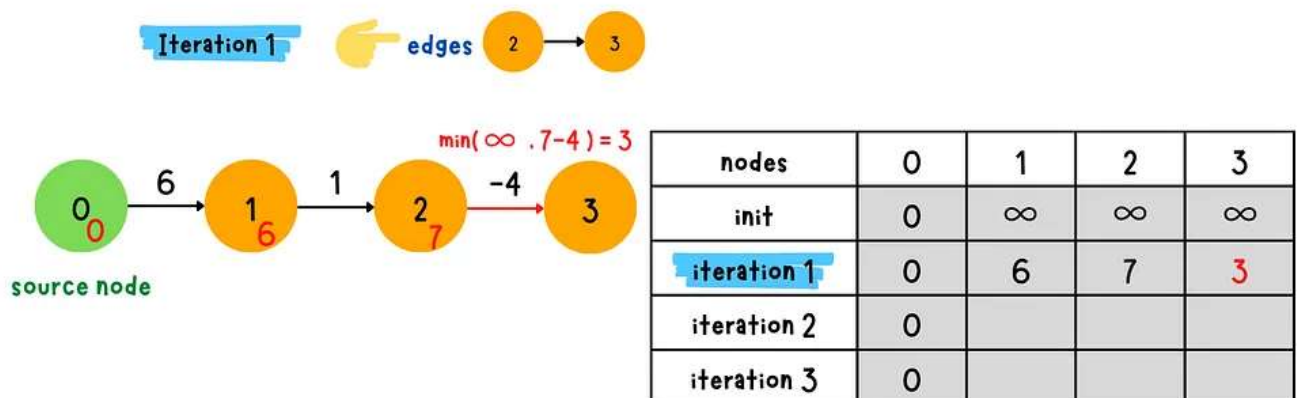 Iteration 1 edges 2 3
min(∞ , 7-4) = 3
6 1 -4
0 0 1 6 2 7 3
source node
nodes 0 1 2 3
init 0 ∞ ∞ ∞
iteration 1 0 6 7 3
iteration 2 0
iteration 3 0